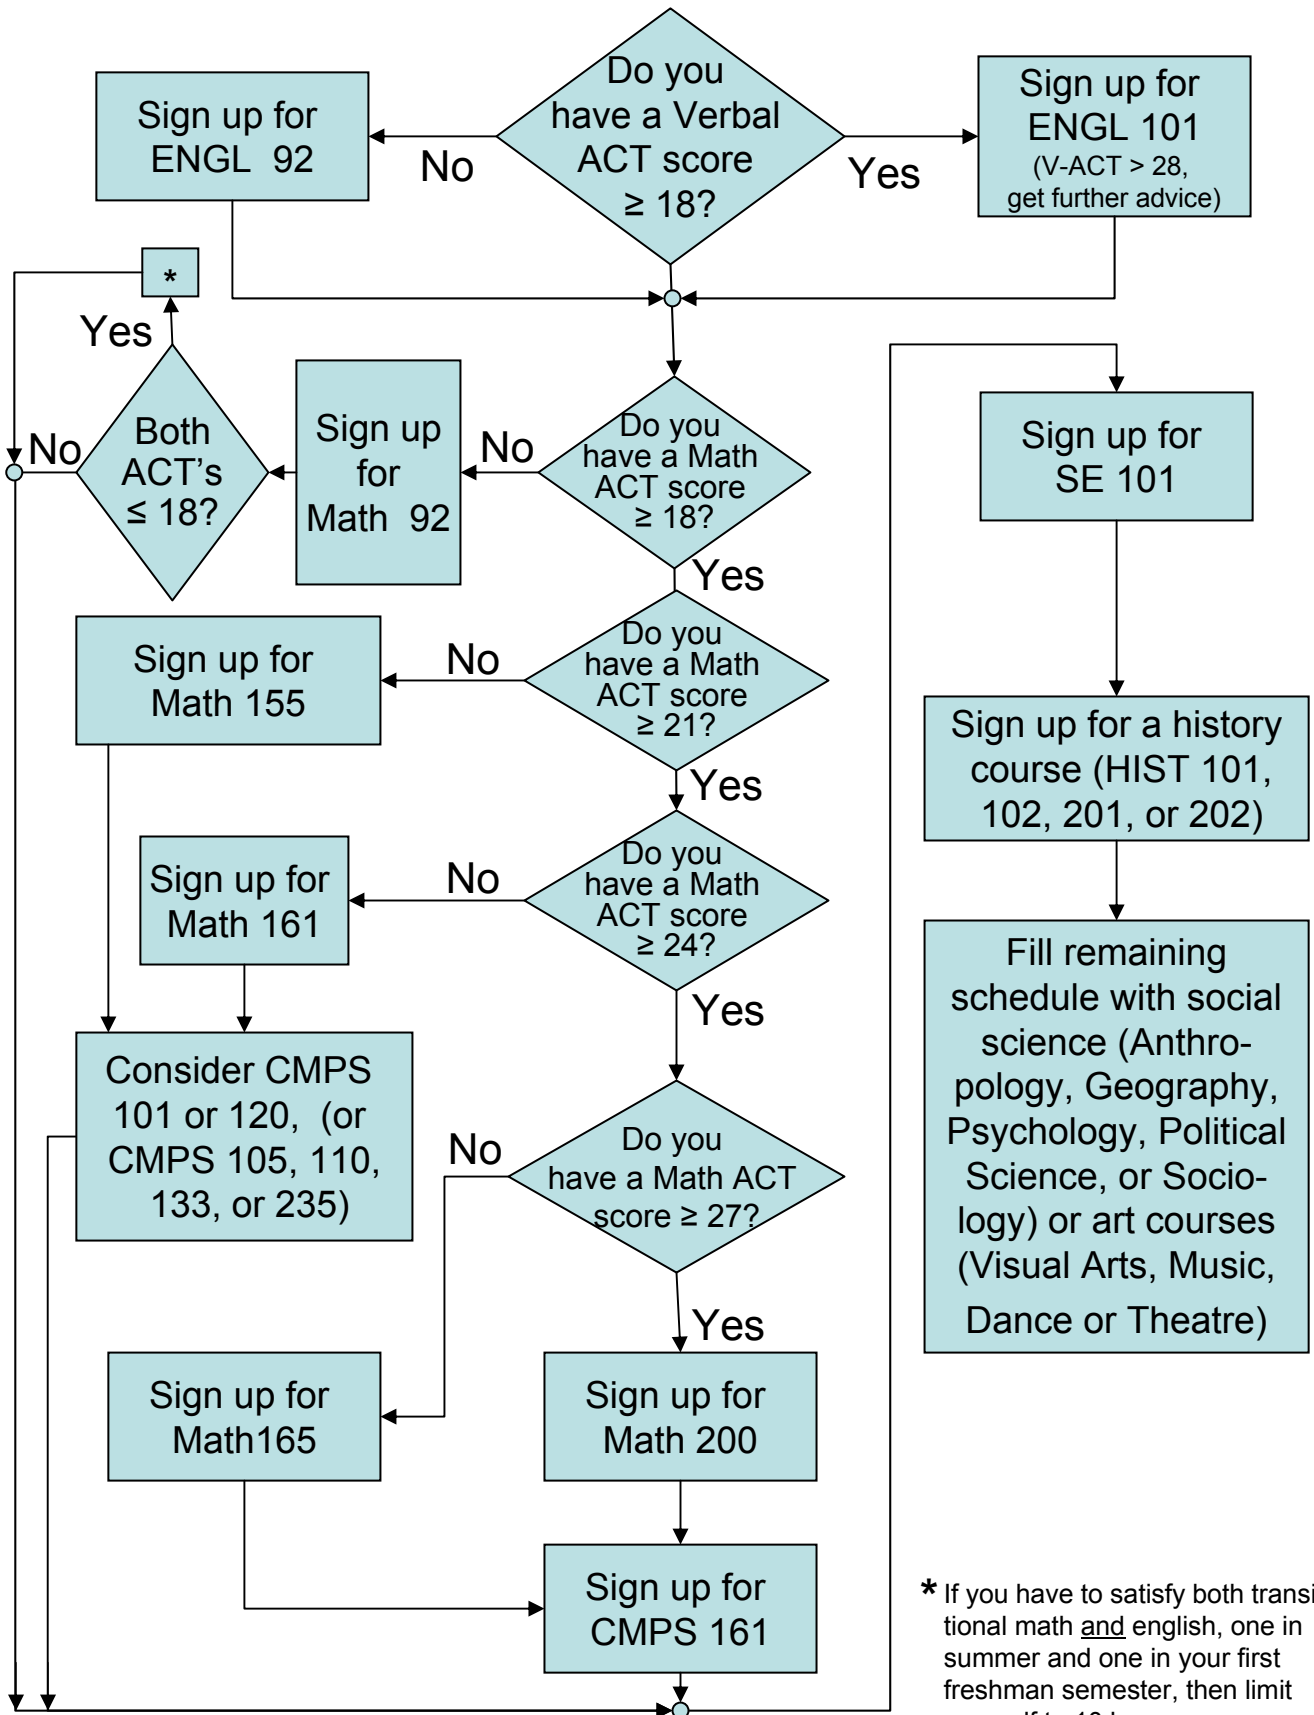 Do you
have a Verbal
ACT score
≥ 18?
No
Yes
Sign up for
ENGL 92
Sign up for
ENGL 101
(V-ACT > 28,
get further advice)
*
Yes
No
Both
ACT's
≤ 18?
Sign up
for
Math 92
No
Do you
have a Math
ACT score
≥ 18?
Yes
Sign up for
SE 101
Sign up for
Math 155
No
Do you
have a Math
ACT score
≥ 21?
Yes
Sign up for a history
course (HIST 101,
102, 201, or 202)
Sign up for
Math 161
No
Do you
have a Math
ACT score
≥ 24?
Yes
Fill remaining
schedule with social
science (Anthro-
pology, Geography,
Psychology, Political
Science, or Socio-
logy) or art courses
(Visual Arts, Music,
Dance or Theatre)
Consider CMPS
101 or 120, (or
CMPS 105, 110,
133, or 235)
No
Do you
have a Math ACT
score ≥ 27?
Yes
Sign up for
Math165
Sign up for
Math 200
Sign up for
CMPS 161
* If you have to satisfy both transi
tional math and english, one in
summer and one in your first
freshman semester, then limit